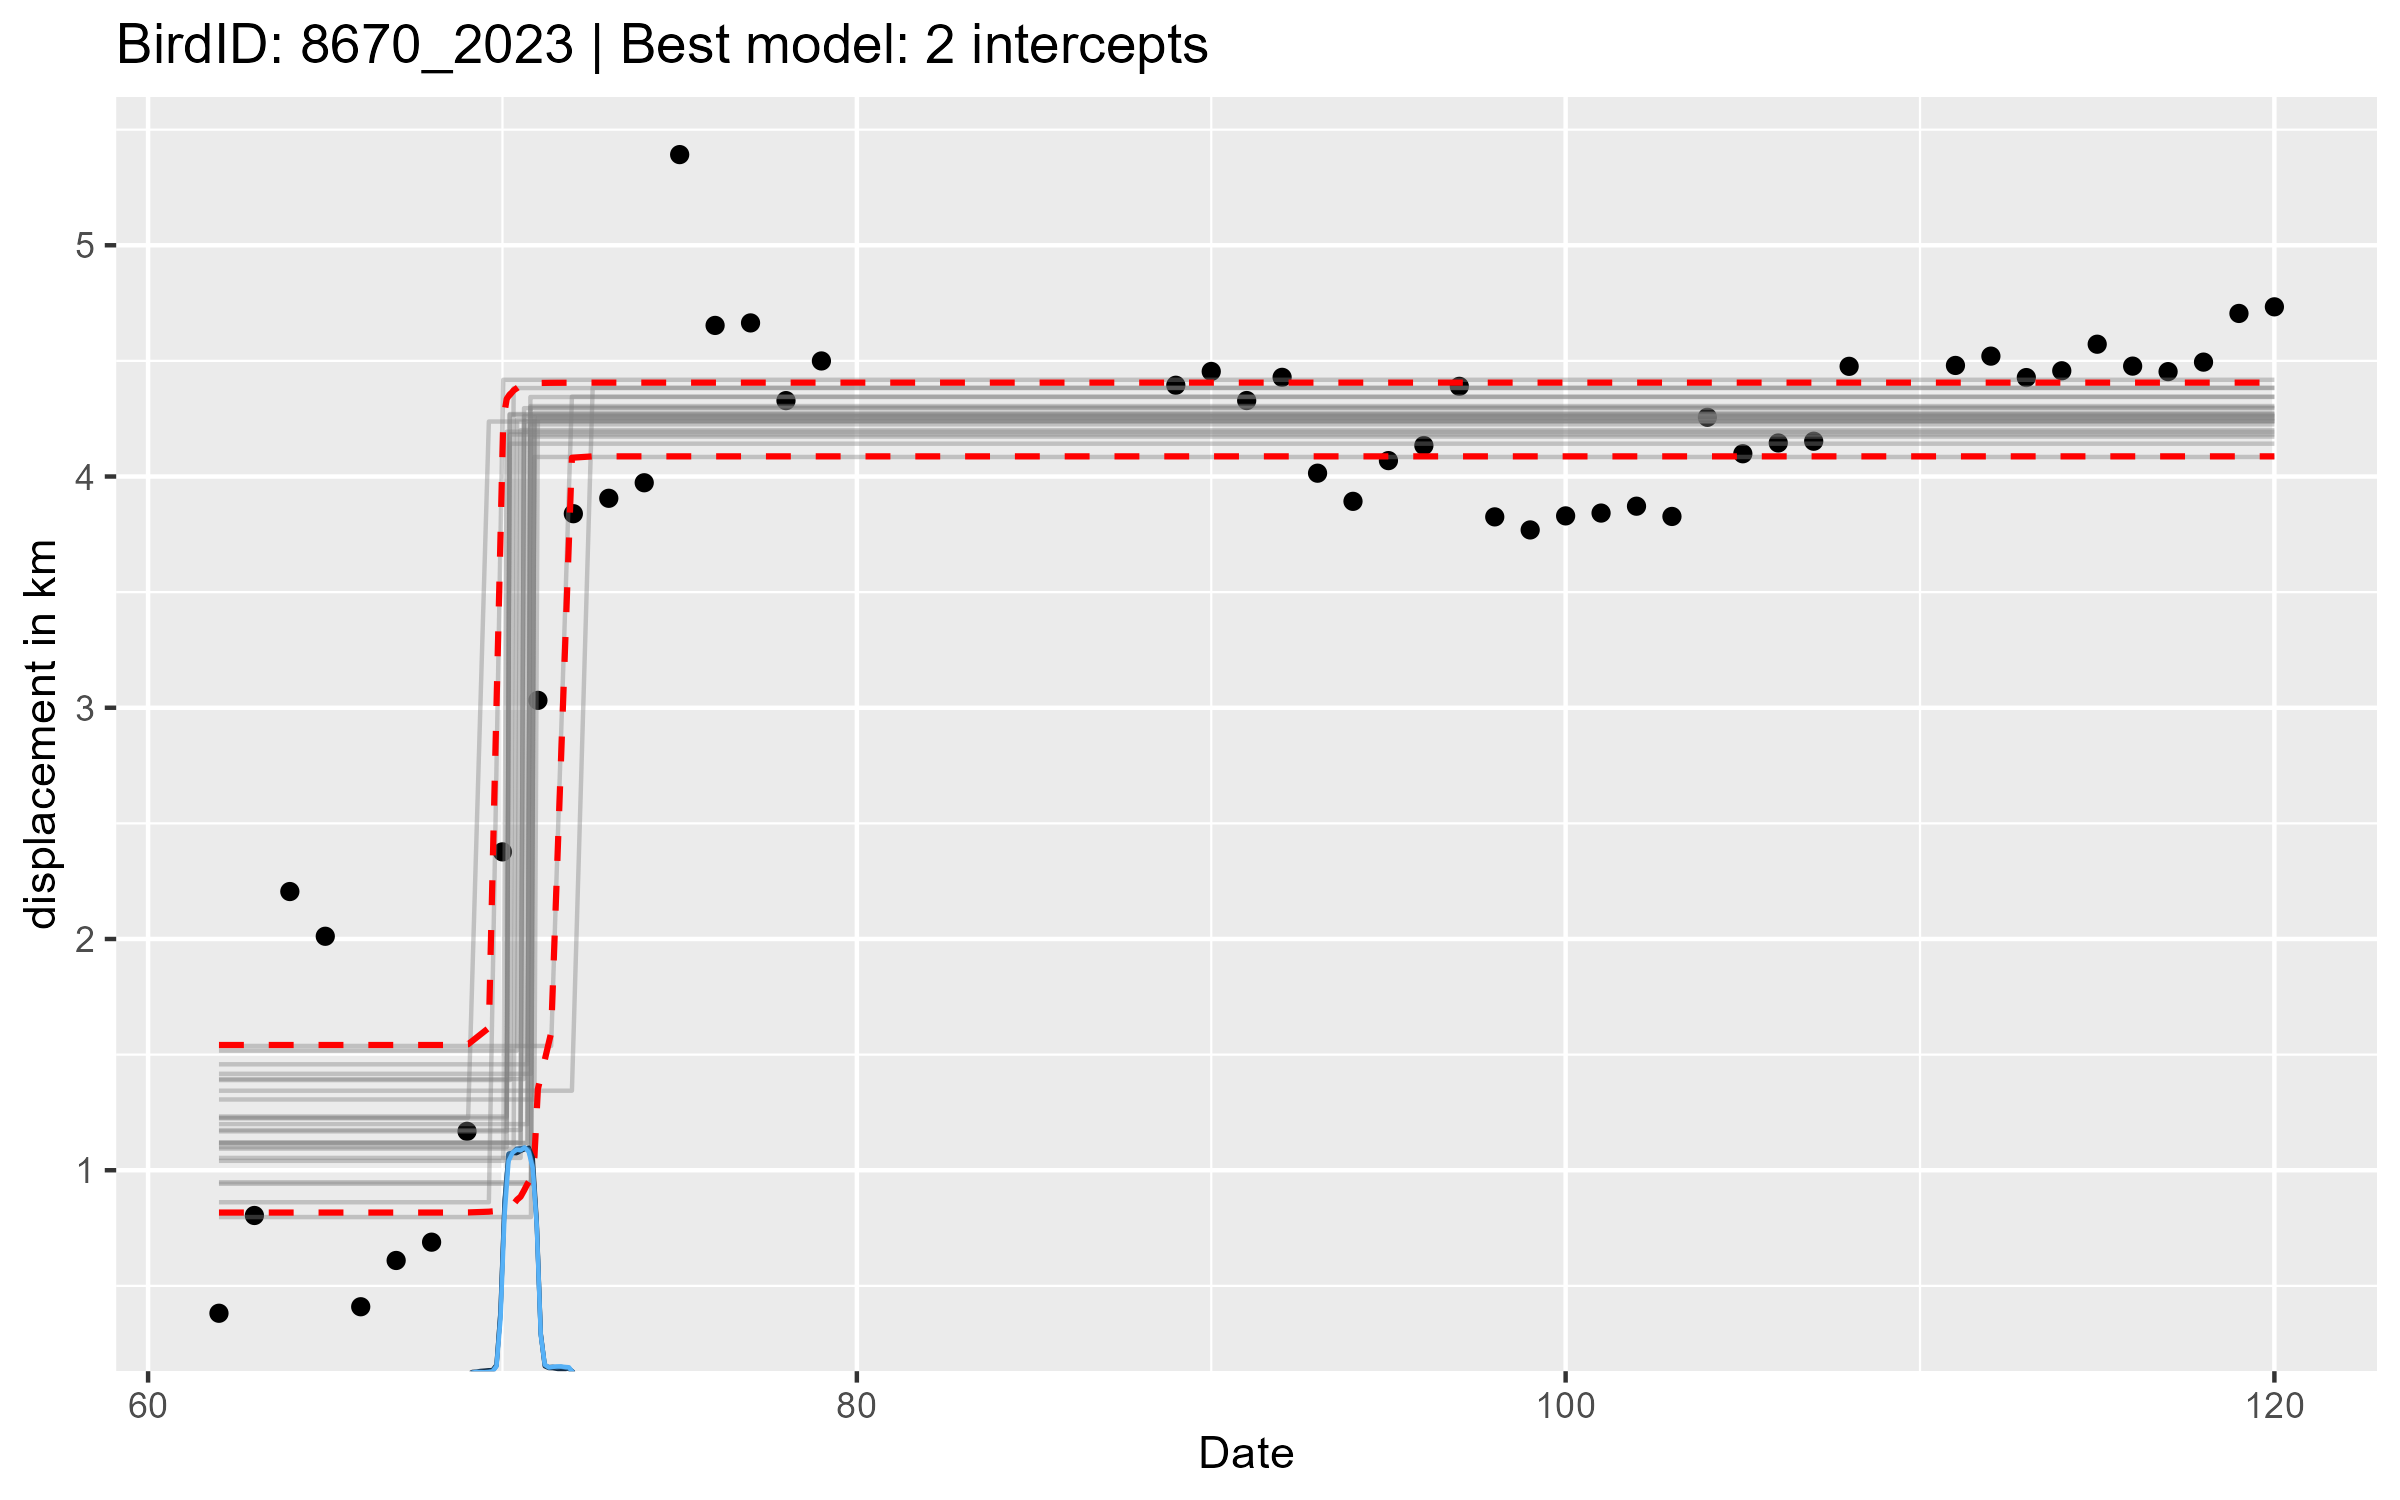 BirdID: 8670_2023 | Best model: 2 intercepts
displacement in km
5
4
3
2
1
60 80 100 120
Date